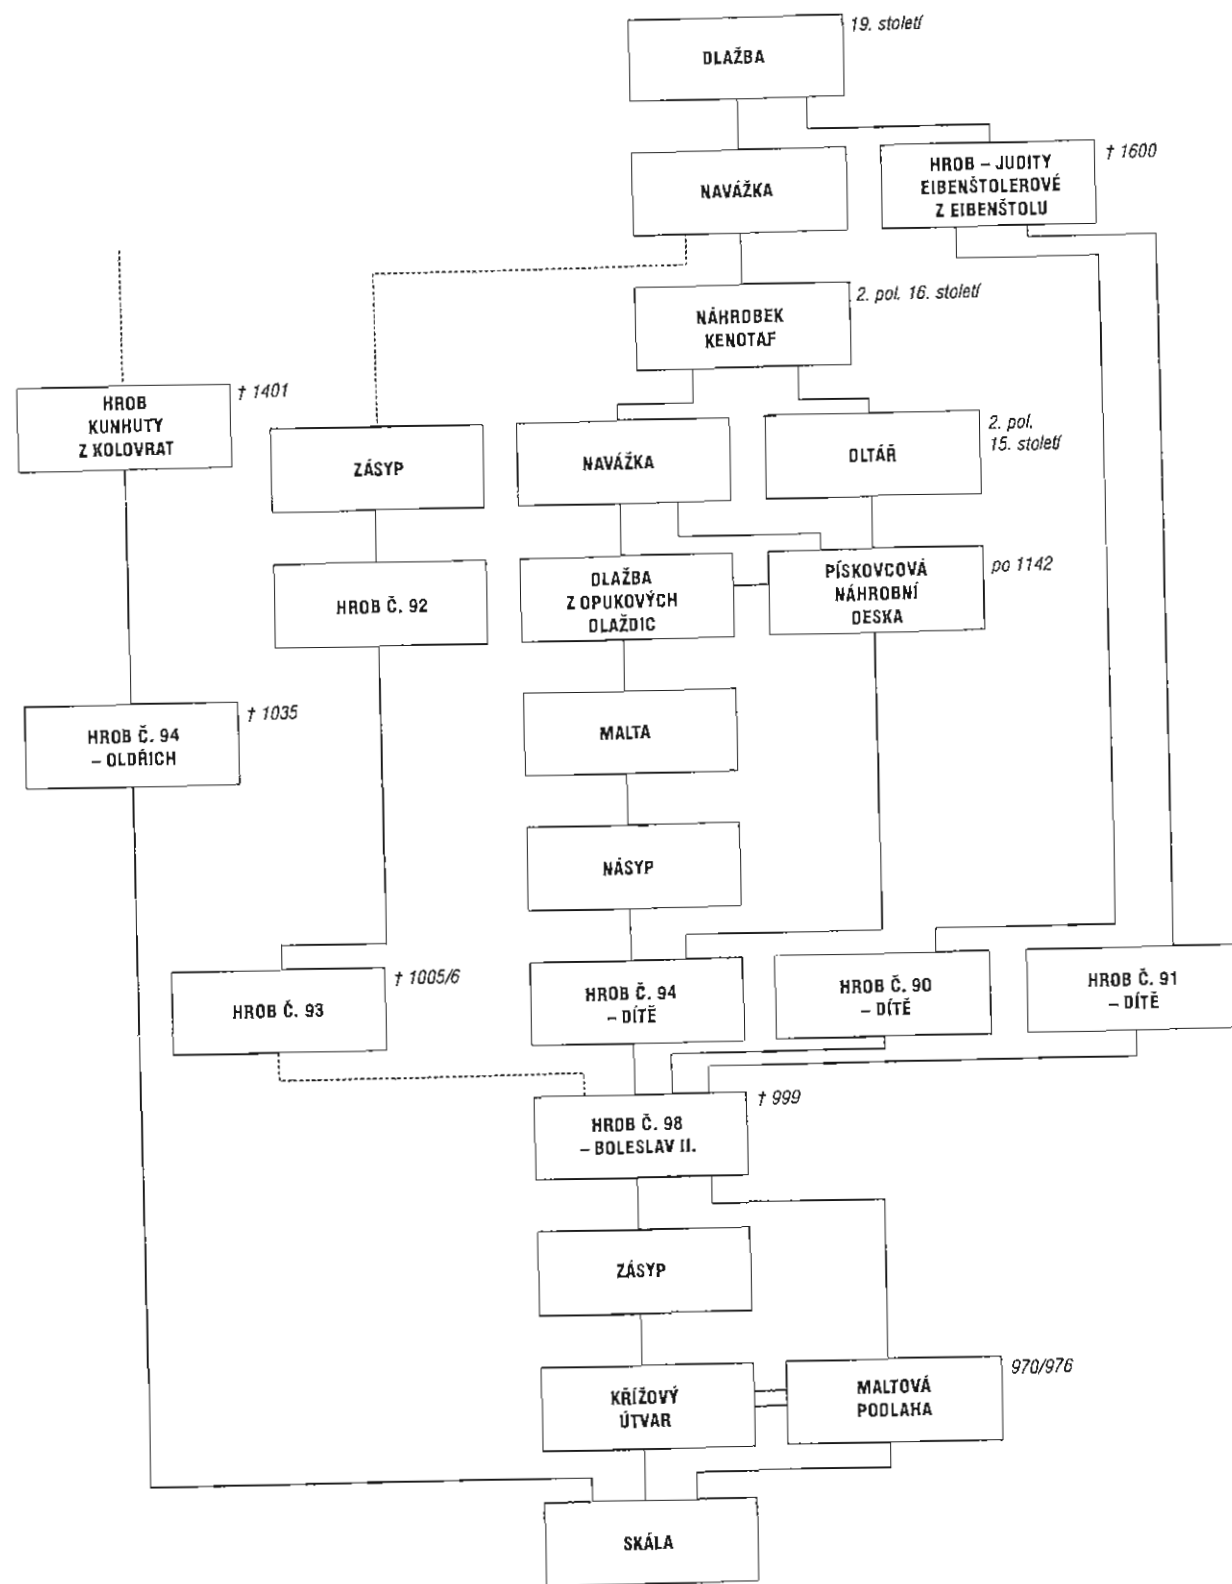 19. století
DLAŽBA
HROB – JUDITY
EIBENŠTOLEROVÉ
Z EIBENŠTOLU
† 1600
NAVÁŽKA
NÁHROBEK
KENOTAF
2. pol. 16. století
HROB
KUNHUTY
Z KOLOVRAT
† 1401
ZÁSYP
NAVÁŽKA
OLTÁŘ
2. pol.
15. století
HROB Č. 92
DLAŽBA
Z OPUKOVÝCH
DLAŽDIC
PÍSKOVCOVÁ
NÁHROBNÍ
DESKA
po 1142
HROB Č. 94
– OLDŘICH
† 1035
MALTA
NÁSYP
HROB Č. 93
† 1005/6
HROB Č. 94
– DÍTĚ
HROB Č. 90
– DÍTĚ
HROB Č. 91
– DÍTĚ
HROB Č. 98
– BOLESLAV II.
† 999
ZÁSYP
KŘÍŽOVÝ
ÚTVAR
MALTOVÁ
PODLAHA
970/976
SKÁLA